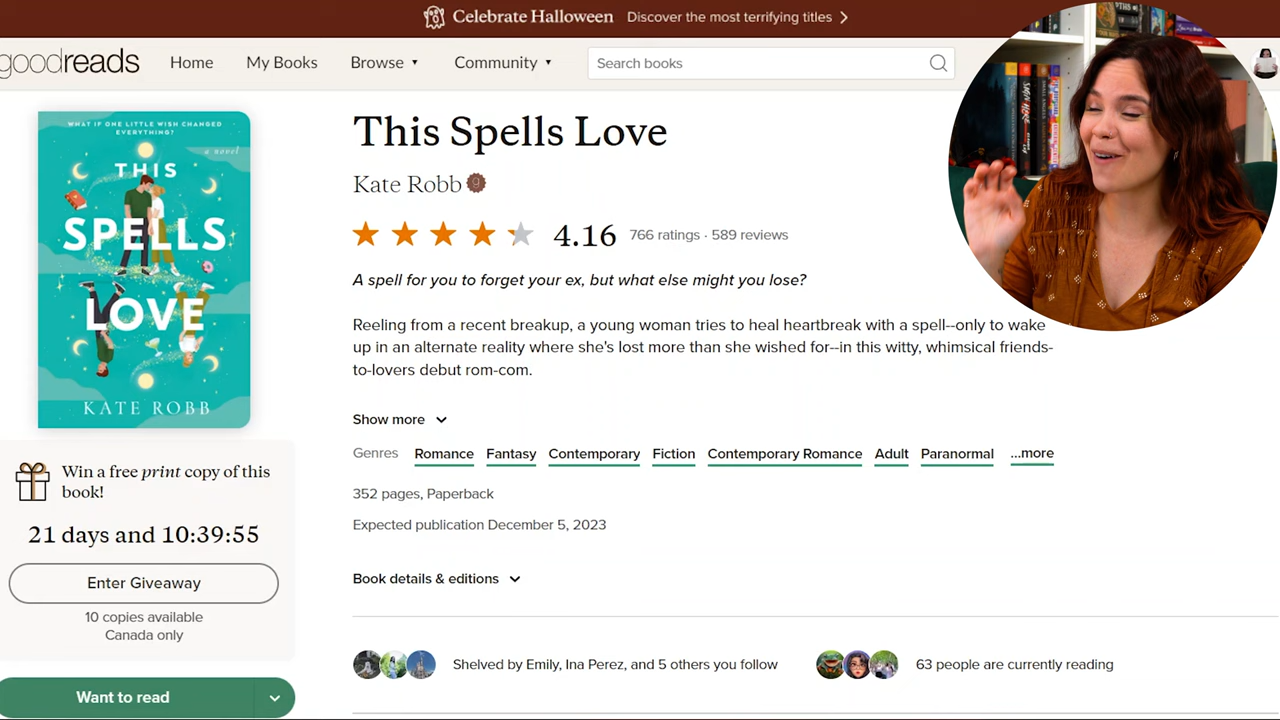 Celebrate Halloween Discover the most terrifying titles
goodreads Home My Books Browse Community Search books
WHAT IF ONE LITTLE WISH CHANGED
EVERYTHING?
a novel
THIS
SPELLS
LOVE
KATE ROBB
Win a free print copy of this
book!
21 days and 10:39:55
Enter Giveaway
10 copies available
Canada only
Want to read
This Spells Love
Kate Robb
4.16 766 ratings · 589 reviews
A spell for you to forget your ex, but what else might you lose?
Reeling from a recent breakup, a young woman tries to heal heartbreak with a spell--only to wake
up in an alternate reality where she's lost more than she wished for--in this witty, whimsical friends-
to-lovers debut rom-com.
Show more
Genres Romance Fantasy Contemporary Fiction Contemporary Romance Adult Paranormal ...more
352 pages, Paperback
Expected publication December 5, 2023
Book details & editions
Shelved by Emily, Ina Perez, and 5 others you follow 63 people are currently reading